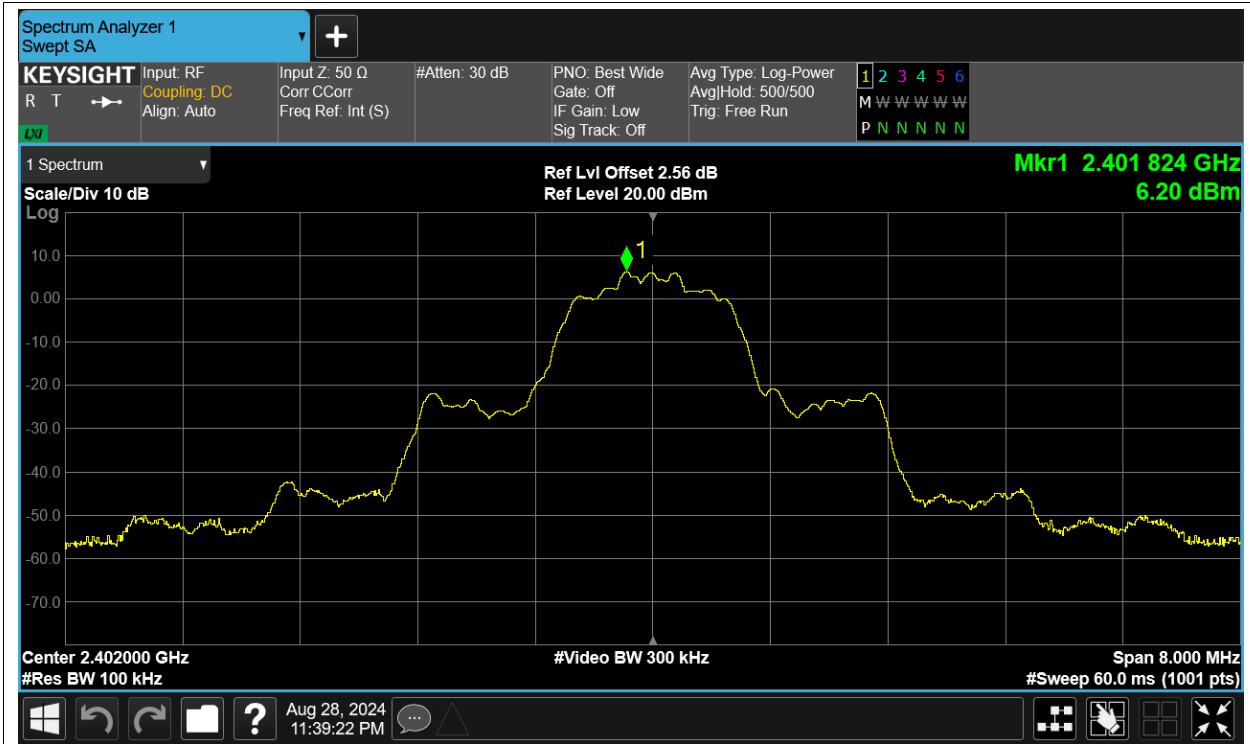 Spectrum Analyzer 1
Swept SA
KEYSIGHT
R T
LXI
Input: RF
Coupling: DC
Align: Auto
Input Z: 50 Ω
Corr CCorr
Freq Ref: Int (S)
#Atten: 30 dB
PNO: Best Wide
Gate: Off
IF Gain: Low
Sig Track: Off
Avg Type: Log-Power
Avg|Hold: 500/500
Trig: Free Run
1 2 3 4 5 6
M W W W W W W
P N N N N N N
1 Spectrum
Scale/Div 10 dB
Log
Ref Lvl Offset 2.56 dB
Ref Level 20.00 dBm
Mkr1 2.401 824 GHz
6.20 dBm
1
10.0
0.00
-10.0
-20.0
-30.0
-40.0
-50.0
-60.0
-70.0
Center 2.402000 GHz
#Res BW 100 kHz
#Video BW 300 kHz
Span 8.000 MHz
#Sweep 60.0 ms (1001 pts)
?
Aug 28, 2024
11:39:22 PM